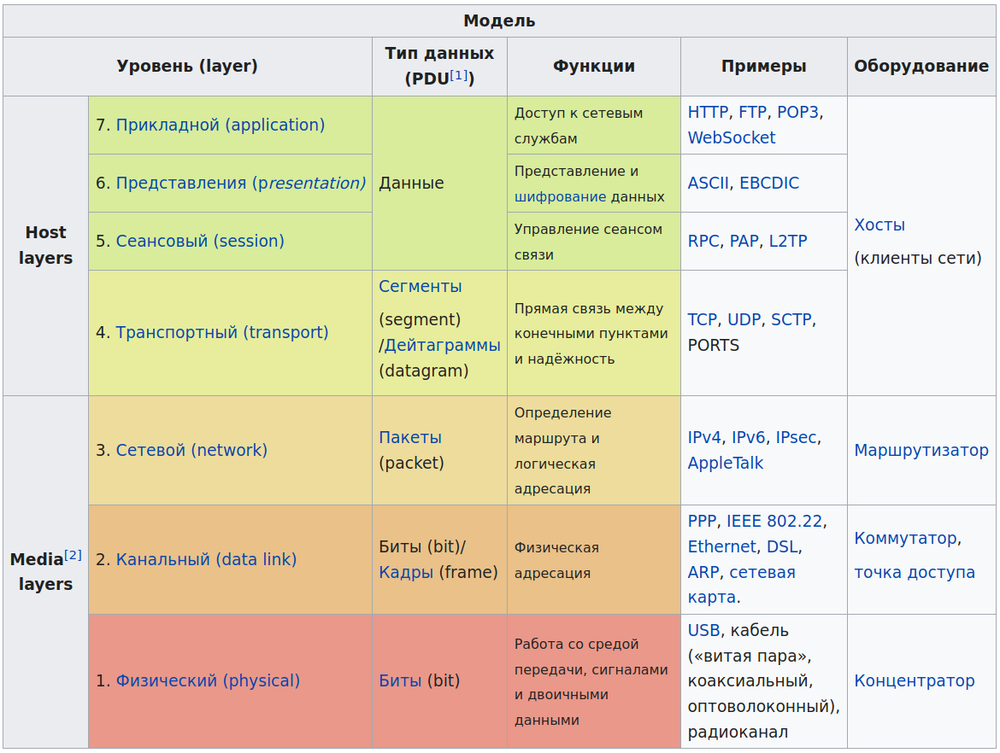 Модель
Уровень (layer)
Тип данных
(PDU[1])
Функции
Примеры
Оборудование
Host
layers
7. Прикладной (application)
Данные
Доступ к сетевым
службам
HTTP, FTP, POP3,
WebSocket
Хосты
(клиенты сети)
6. Представления (presentation)
Представление и
шифрование данных
ASCII, EBCDIC
5. Сеансовый (session)
Управление сеансом
связи
RPC, PAP, L2TP
4. Транспортный (transport)
Сегменты
(segment)
/Дейтаграммы
(datagram)
Прямая связь между
конечными пунктами
и надёжность
TCP, UDP, SCTP,
PORTS
Media[2]
layers
3. Сетевой (network)
Пакеты
(packet)
Определение
маршрута и
логическая
адресация
IPv4, IPv6, IPsec,
AppleTalk
Маршрутизатор
2. Канальный (data link)
Биты (bit)/
Кадры (frame)
Физическая
адресация
PPP, IEEE 802.22,
Ethernet, DSL,
ARP, сетевая
карта.
Коммутатор,
точка доступа
1. Физический (physical)
Биты (bit)
Работа со средой
передачи, сигналами
и двоичными
данными
USB, кабель
(«витая пара»,
коаксиальный,
оптоволоконный),
радиоканал
Концентратор